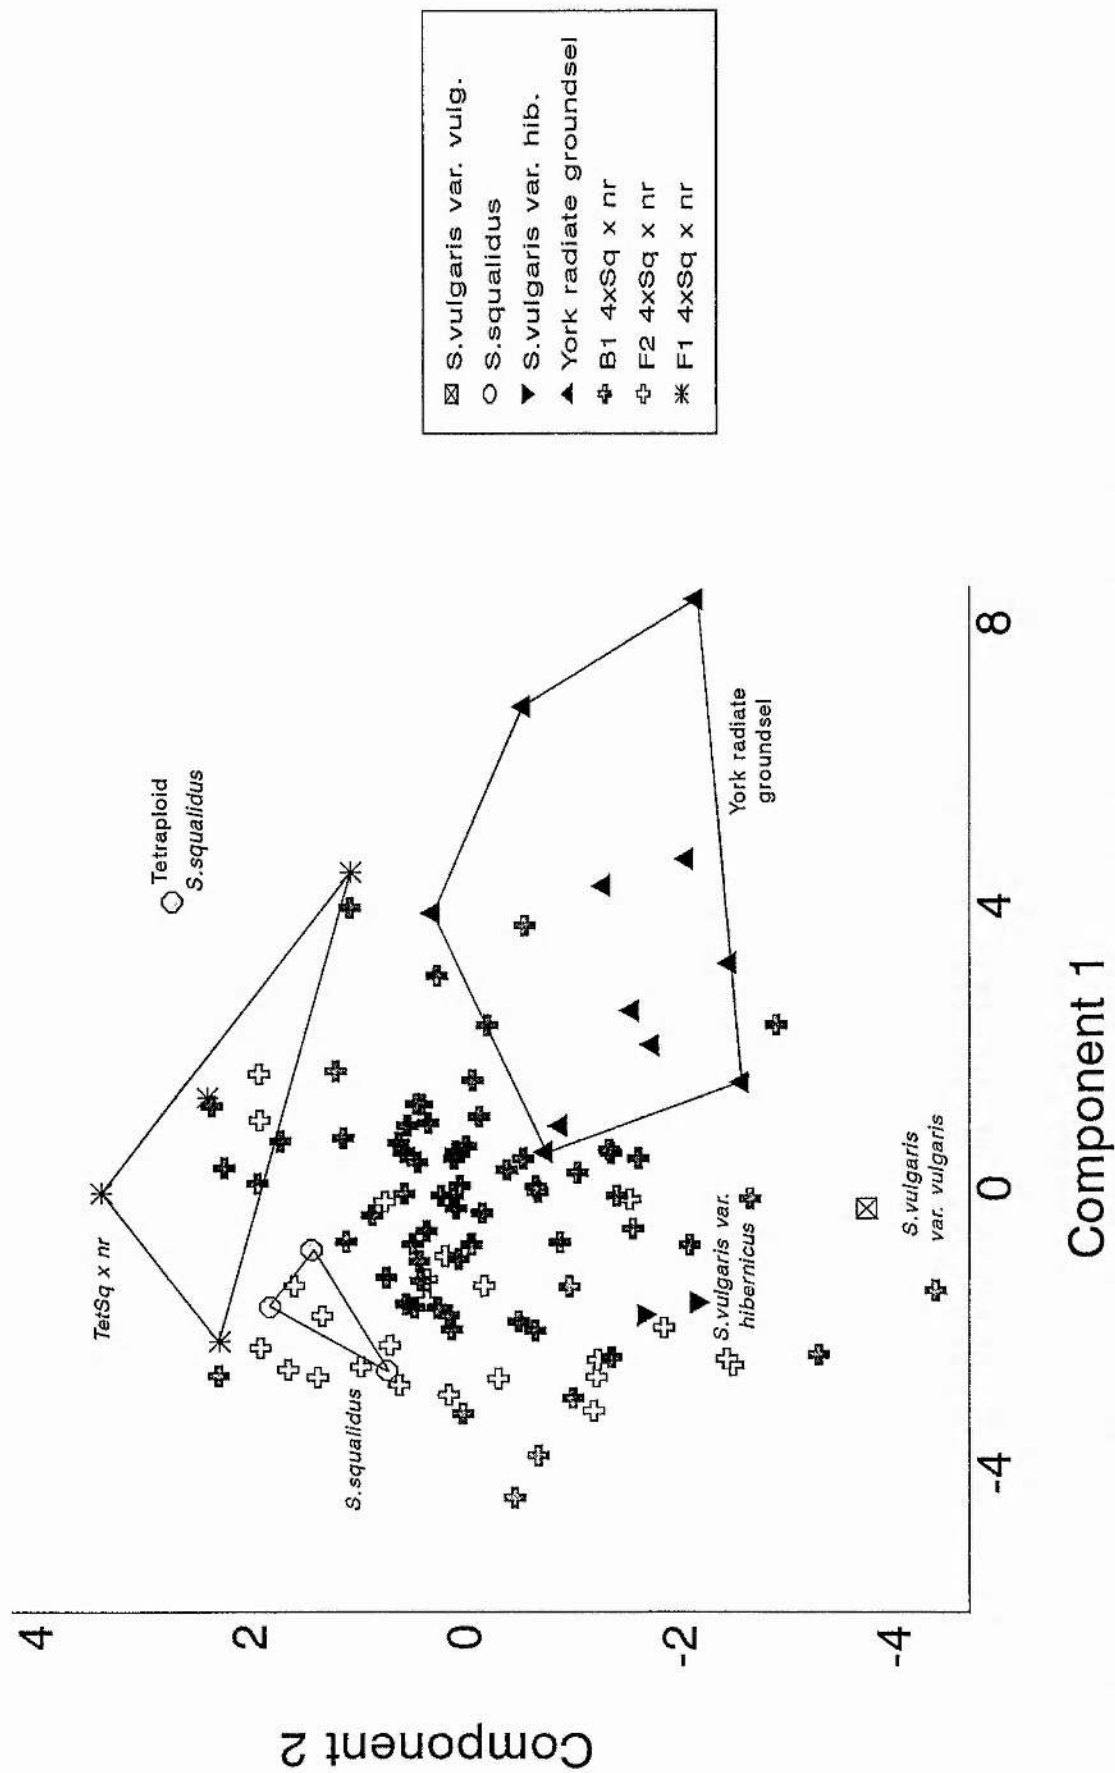 Component 2
4
2
0
-2
-4
-4
0
4
8
Component 1
TetSq x nr
Tetraploid
S.squalidus
S.squalidus
York radiate
groundsel
S.vulgaris var.
hibernicus
S.vulgaris
var. vulgaris
S.vulgaris var. vulg.
S.squalidus
S.vulgaris var. hib.
York radiate groundsel
B1 4xSq x nr
F2 4xSq x nr
F1 4xSq x nr